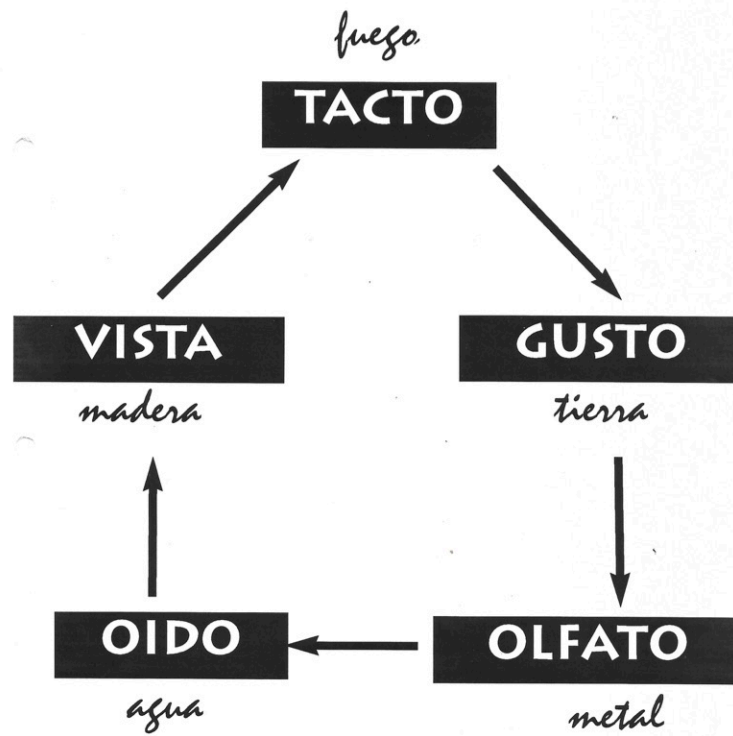 fuego
TACTO
VISTA
GUSTO
madera
tierra
OIDO
OLFATO
agua
metal